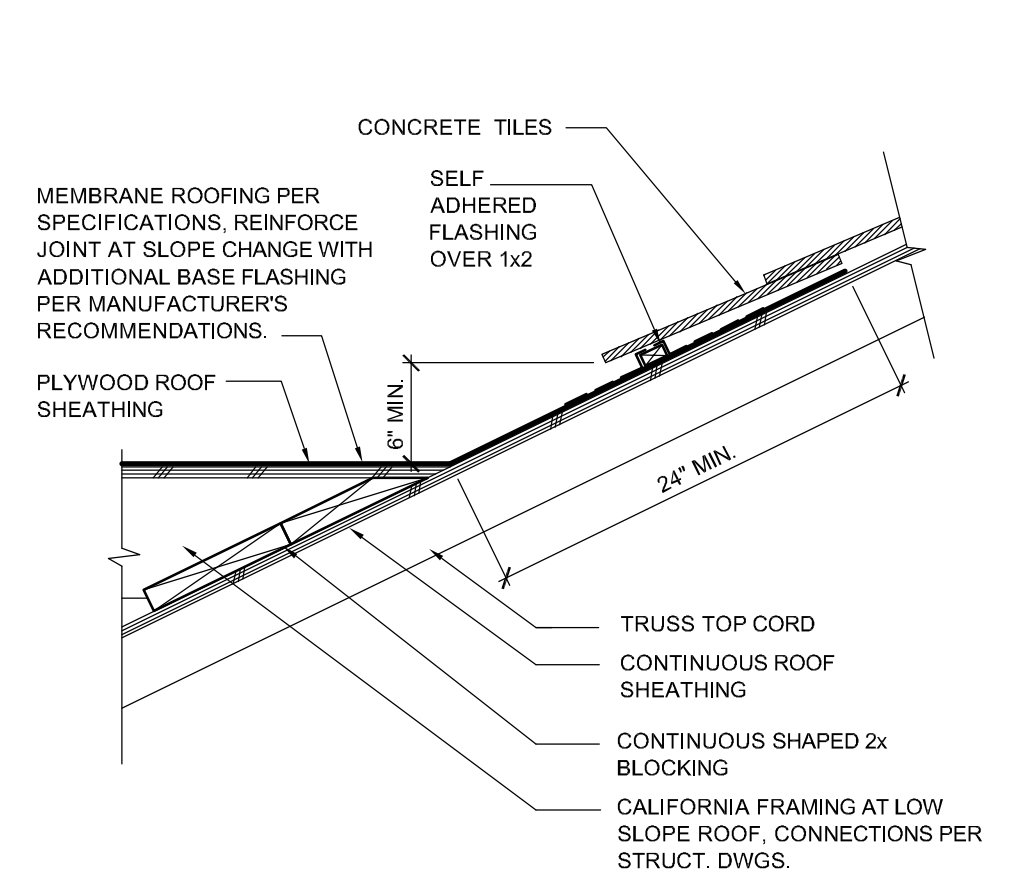 CONCRETE TILES
SELF
ADHERED
FLASHING
OVER 1x2
MEMBRANE ROOFING PER
SPECIFICATIONS, REINFORCE
JOINT AT SLOPE CHANGE WITH
ADDITIONAL BASE FLASHING
PER MANUFACTURER'S
RECOMMENDATIONS.
PLYWOOD ROOF
SHEATHING
6" MIN.
24" MIN.
TRUSS TOP CORD
CONTINUOUS ROOF
SHEATHING
CONTINUOUS SHAPED 2x
BLOCKING
CALIFORNIA FRAMING AT LOW
SLOPE ROOF, CONNECTIONS PER
STRUCT. DWGS.